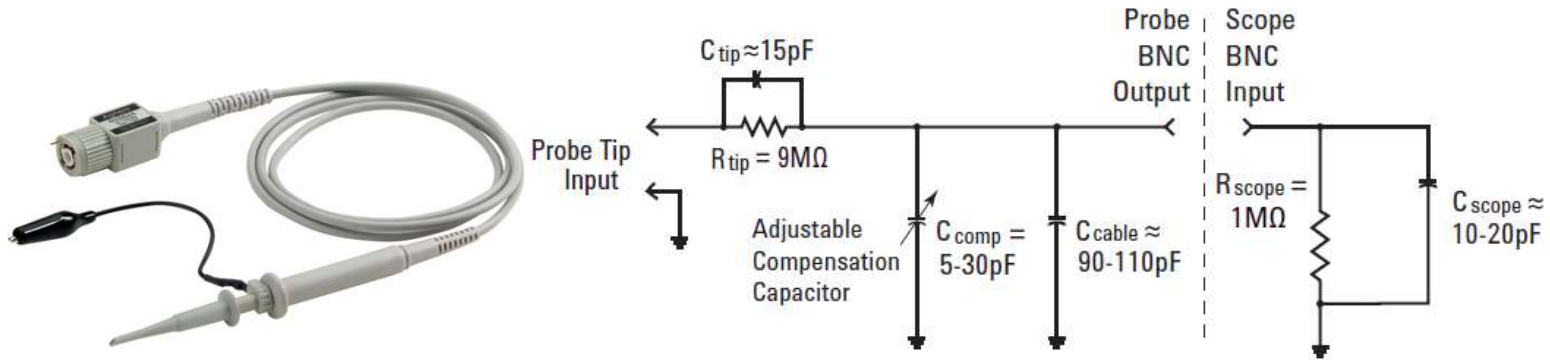 C tip ≈ 15pF
R tip = 9MΩ
Probe Tip
Input
Adjustable
Compensation
Capacitor
C comp =
5-30pF
C cable ≈
90-110pF
Probe
BNC
Output
Scope
BNC
Input
R scope =
1MΩ
C scope ≈
10-20pF